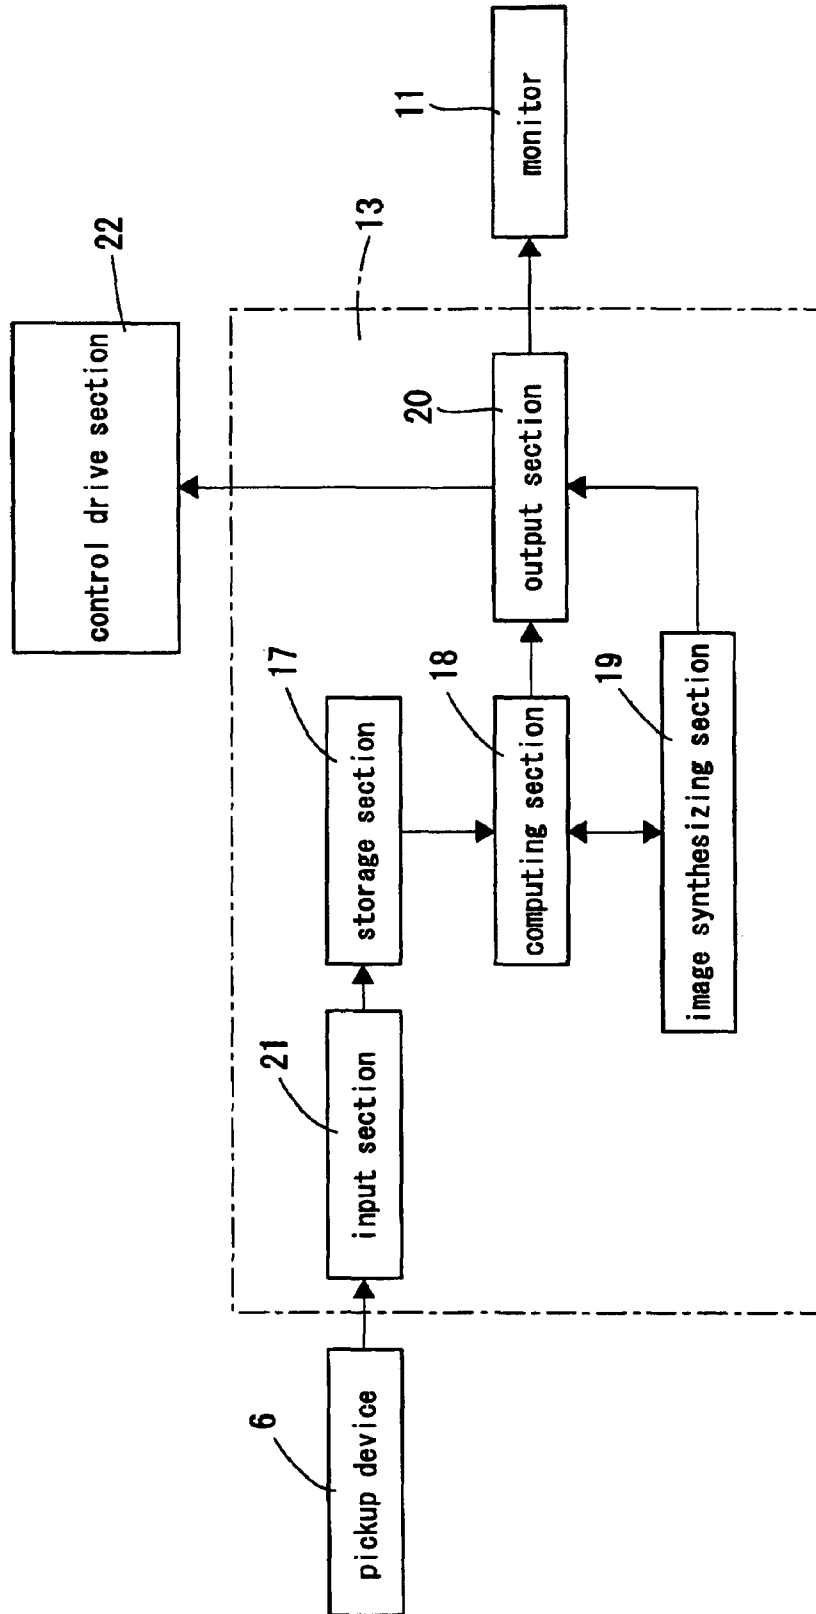 22
control drive section
13
11
monitor
20
output section
17
storage section
18
computing section
19
image synthesizing section
21
input section
6
pickup device